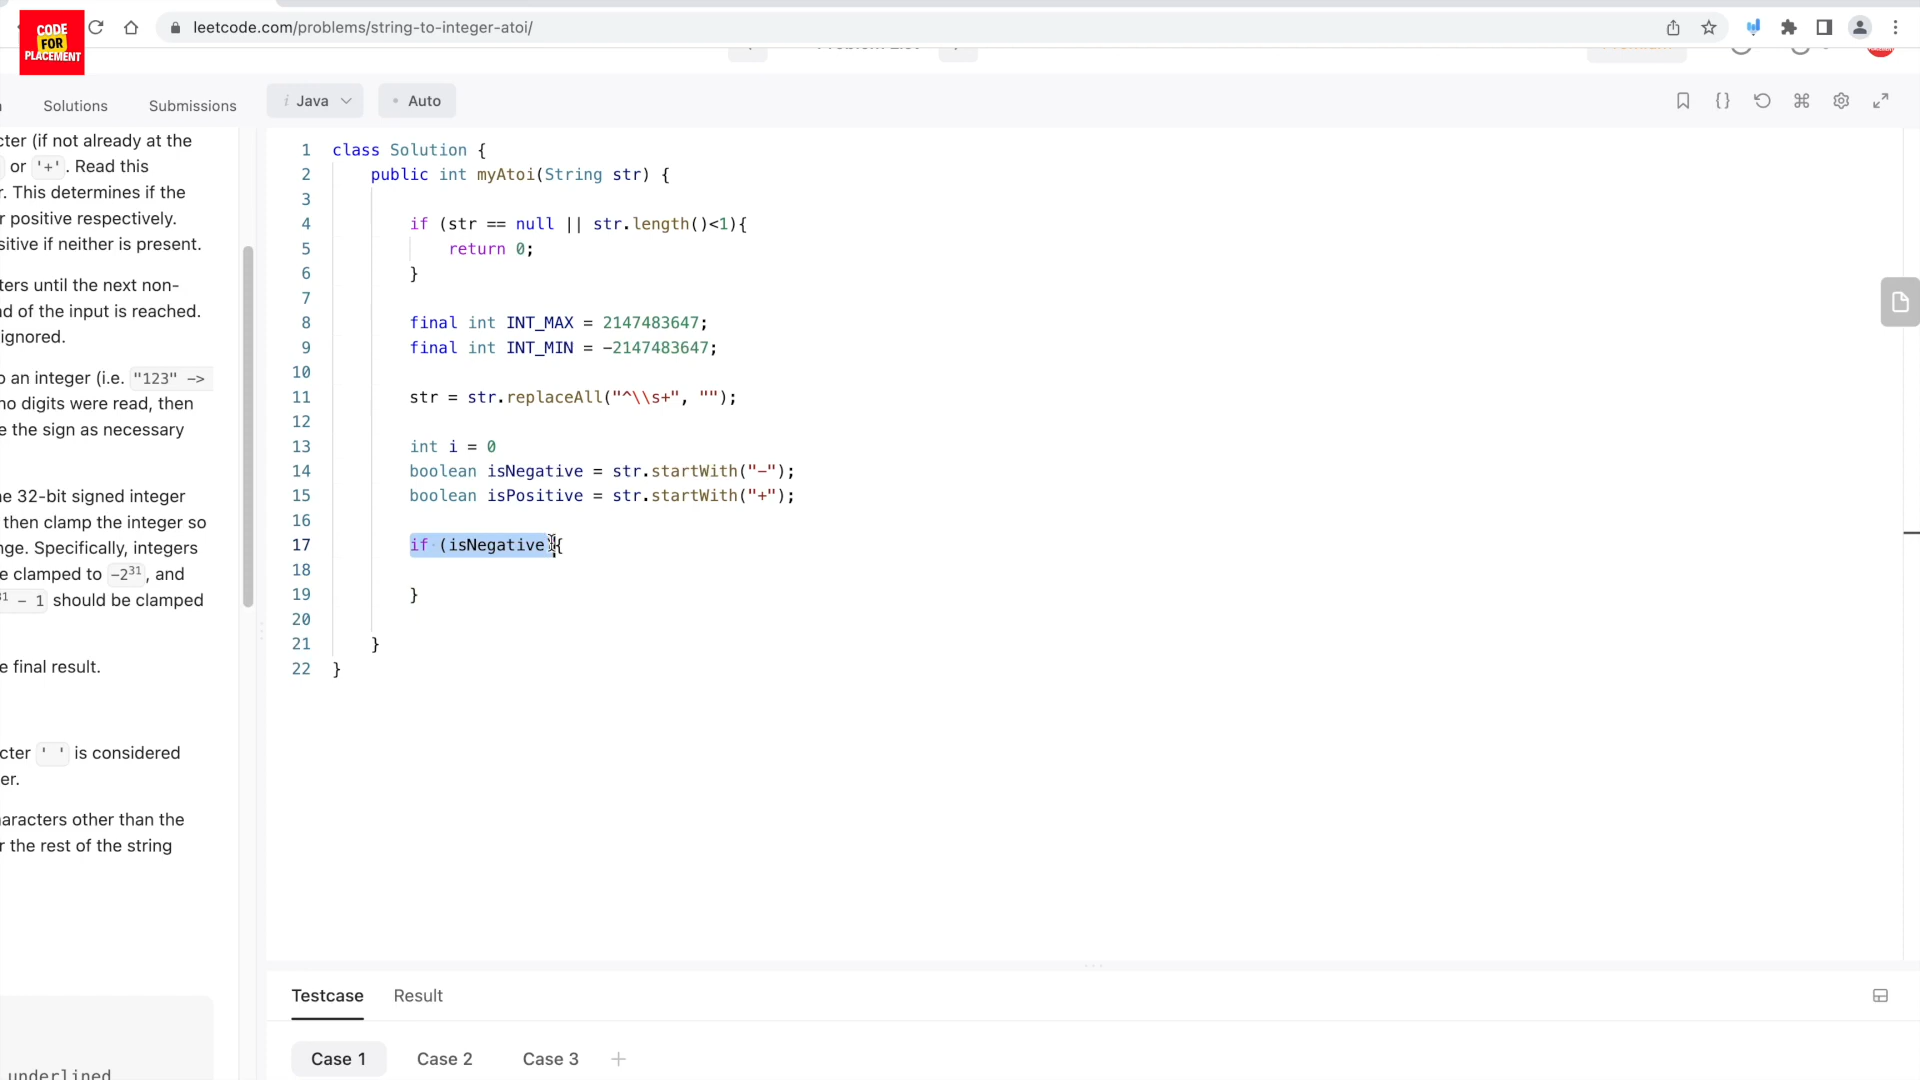 CODE
FOR
PLACEMENT
leetcode.com/problems/string-to-integer-atoi/
Solutions
Submissions
i Java
• Auto
cter (if not already at the
or '+'. Read this
r. This determines if the
r positive respectively.
sitive if neither is present.
ters until the next non-
nd of the input is reached.
ignored.
o an integer (i.e. "123" ->
no digits were read, then
e the sign as necessary
ne 32-bit signed integer
then clamp the integer so
nge. Specifically, integers
e clamped to -2³¹, and
³¹ - 1 should be clamped
e final result.
cter ' ' is considered
er.
aracters other than the
r the rest of the string
underlined
1 class Solution {
2 public int myAtoi(String str) {
3
4 if (str == null || str.length()<1){
5 return 0;
6 }
7
8 final int INT_MAX = 2147483647;
9 final int INT_MIN = -2147483647;
10
11 str = str.replaceAll("^\\s+", "");
12
13 int i = 0
14 boolean isNegative = str.startWith("-");
15 boolean isPositive = str.startWith("+");
16
17 if (isNegative){
18
19 }
20
21 }
22 }
Testcase
Result
Case 1
Case 2
Case 3